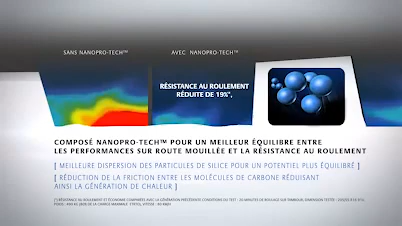 SANS NANOPRO-TECH™
AVEC NANOPRO-TECH™
RÉSISTANCE AU ROULEMENT
RÉDUITE DE 19%*,
COMPOSÉ NANOPRO-TECH™ POUR UN MEILLEUR ÉQUILIBRE ENTRE
LES PERFORMANCES SUR ROUTE MOUILLÉE ET LA RÉSISTANCE AU ROULEMENT
[ MEILLEURE DISPERSION DES PARTICULES DE SILICE POUR UN POTENTIEL PLUS ÉQUILIBRÉ ]
[ RÉDUCTION DE LA FRICTION ENTRE LES MOLÉCULES DE CARBONE RÉDUISANT
AINSI LA GÉNÉRATION DE CHALEUR ]